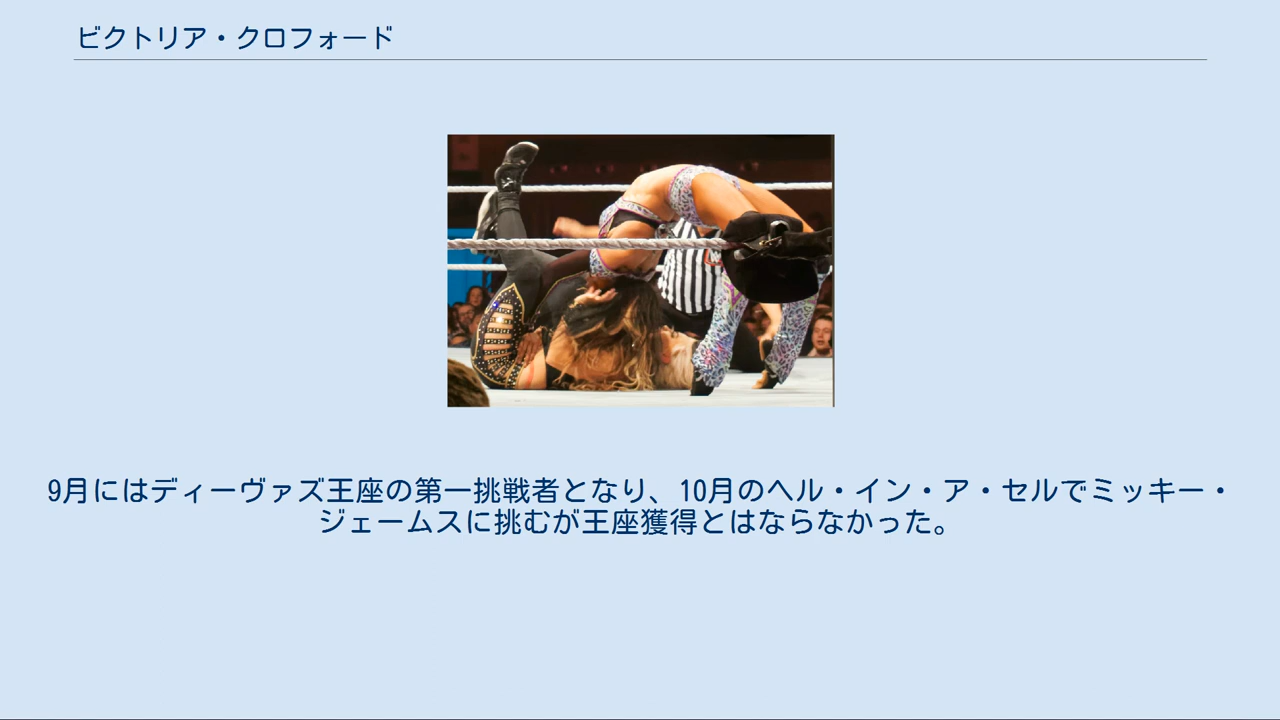 ビクトリア・クロフォード
9月にはディーヴァズ王座の第一挑戦者となり、10月のヘル・イン・ア・セルでミッキー・
ジェームスに挑むが王座獲得とはならなかった。